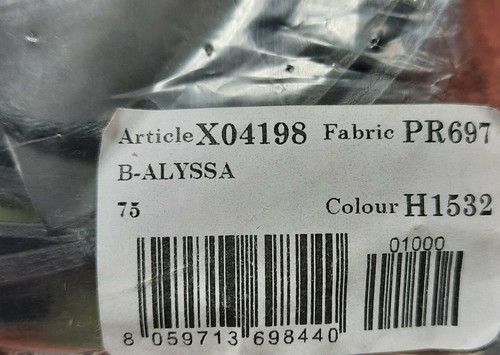 Article X04198 Fabric PR697
B-ALYSSA
75 Colour H1532
01000
8 059713 698440